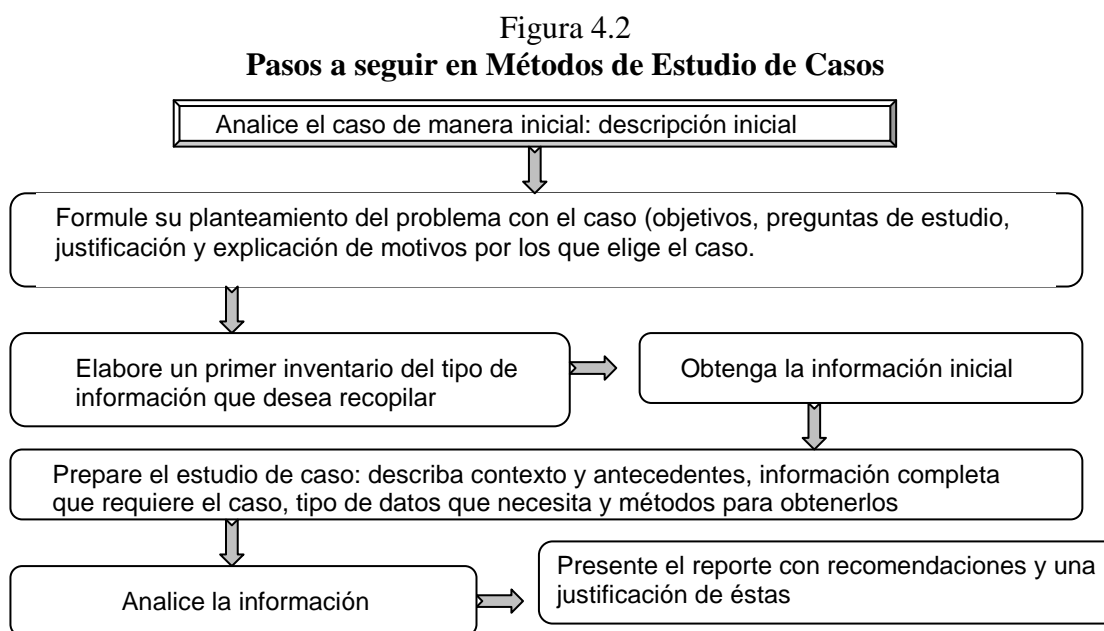 Figura 4.2
Pasos a seguir en Métodos de Estudio de Casos
Analice el caso de manera inicial: descripción inicial
Formule su planteamiento del problema con el caso (objetivos, preguntas de estudio,
justificación y explicación de motivos por los que elige el caso.
Elabore un primer inventario del tipo de
información que desea recopilar
Obtenga la información inicial
Prepare el estudio de caso: describa contexto y antecedentes, información completa
que requiere el caso, tipo de datos que necesita y métodos para obtenerlos
Analice la información
Presente el reporte con recomendaciones y una
justificación de éstas